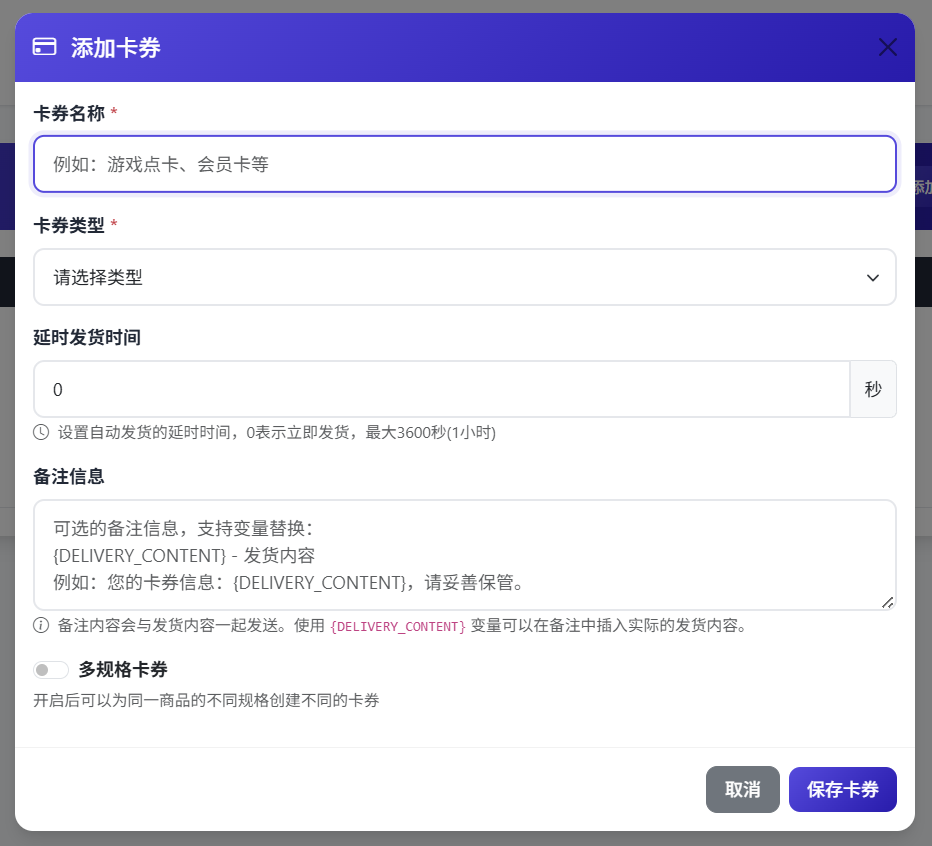 添加卡券
卡券名称 *
例如：游戏点卡、会员卡等
添加
卡券类型 *
请选择类型
延时发货时间
0
秒
设置自动发货的延时时间，0表示立即发货，最大3600秒(1小时)
备注信息
可选的备注信息，支持变量替换：
{DELIVERY_CONTENT} - 发货内容
例如：您的卡券信息：{DELIVERY_CONTENT}，请妥善保管。
备注内容会与发货内容一起发送。使用 {DELIVERY_CONTENT} 变量可以在备注中插入实际的发货内容。
多规格卡券
开启后可以为同一商品的不同规格创建不同的卡券
取消
保存卡券